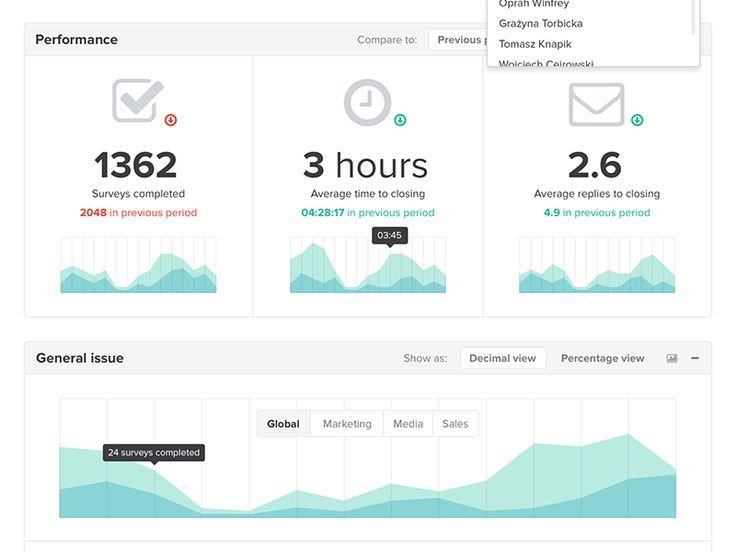 Oprah Winfrey
Grażyna Torbicka
Tomasz Knapik
Wojciech Cejrowski
Performance
Compare to:
Previous
1362
Surveys completed
2048 in previous period
3 hours
Average time to closing
04:28:17 in previous period
2.6
Average replies to closing
4.9 in previous period
03:45
General issue
Show as:
Decimal view
Percentage view
Global
Marketing
Media
Sales
24 surveys completed